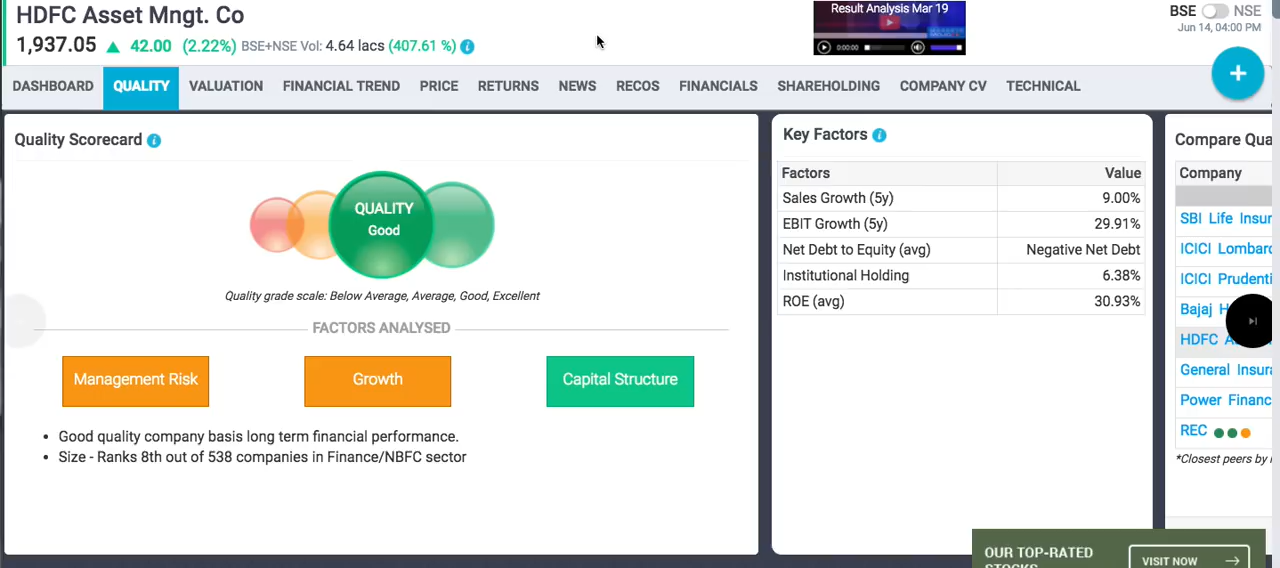 HDFC Asset Mngt. Co
1,937.05 ▲ 42.00 (2.22%) BSE+NSE Vol: 4.64 lacs (407.61 %)
Result Analysis Mar 19
0:00:00
BSE NSE
Jun 14, 04:00 PM
DASHBOARD QUALITY VALUATION FINANCIAL TREND PRICE RETURNS NEWS RECOS FINANCIALS SHAREHOLDING COMPANY CV TECHNICAL
Quality Scorecard
QUALITY
Good
Quality grade scale: Below Average, Average, Good, Excellent
FACTORS ANALYSED
Management Risk Growth Capital Structure
• Good quality company basis long term financial performance.
• Size - Ranks 8th out of 538 companies in Finance/NBFC sector
Key Factors
Factors Value
Sales Growth (5y) 9.00%
EBIT Growth (5y) 29.91%
Net Debt to Equity (avg) Negative Net Debt
Institutional Holding 6.38%
ROE (avg) 30.93%
Compare Qua
Company
SBI Life Insur
ICICI Lombard
ICICI Prudenti
Bajaj H
HDFC A
General Insura
Power Financ
REC
*Closest peers by
OUR TOP-RATED
STOCKS
VISIT NOW